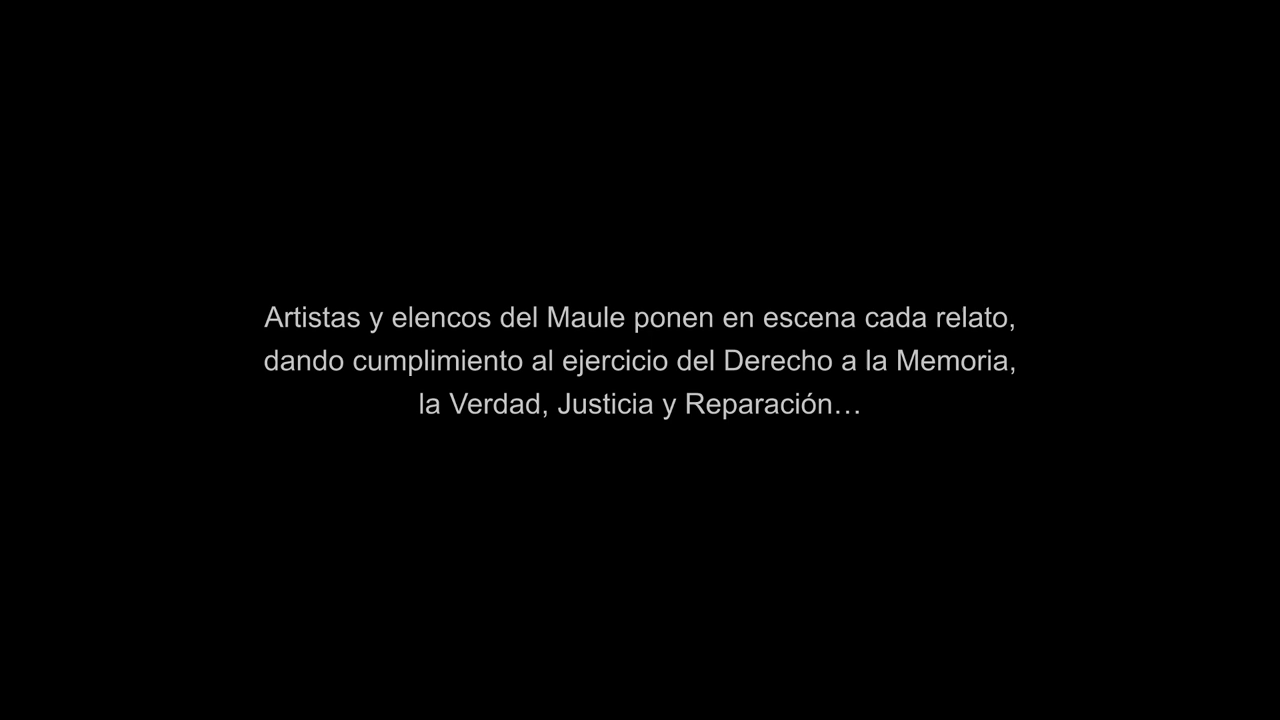 Artistas y elencos del Maule ponen en escena cada relato,
dando cumplimiento al ejercicio del Derecho a la Memoria,
la Verdad, Justicia y Reparación…